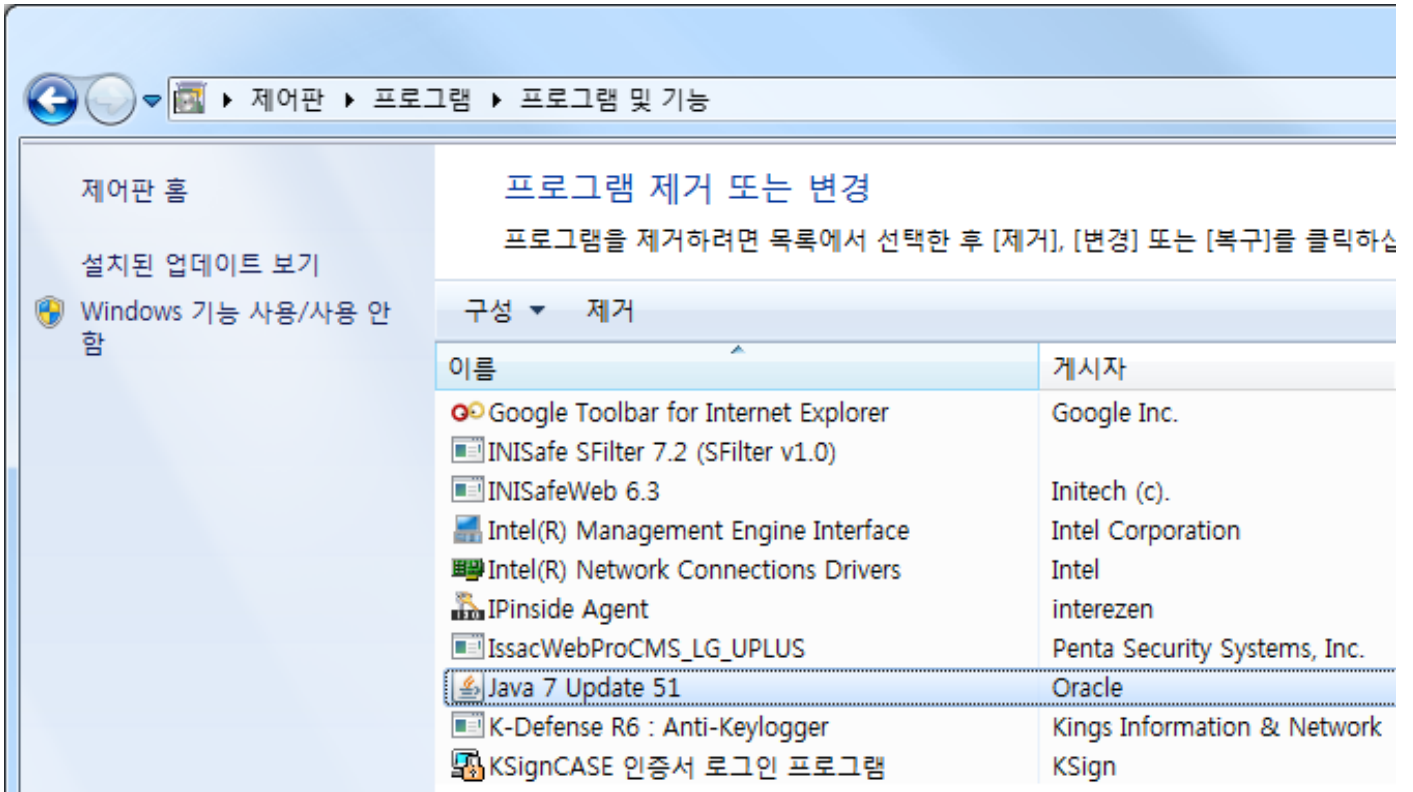 제어판 ▸ 프로그램 ▸ 프로그램 및 기능
제어판 홈
설치된 업데이트 보기
Windows 기능 사용/사용 안
함
프로그램 제거 또는 변경
프로그램을 제거하려면 목록에서 선택한 후 [제거], [변경] 또는 [복구]를 클릭하십
구성 제거
이름 게시자
Google Toolbar for Internet Explorer Google Inc.
INISafe SFilter 7.2 (SFilter v1.0)
INISafeWeb 6.3 Initech (c).
Intel(R) Management Engine Interface Intel Corporation
Intel(R) Network Connections Drivers Intel
IPinside Agent interezen
IssacWebProCMS_LG_UPLUS Penta Security Systems, Inc.
Java 7 Update 51 Oracle
K-Defense R6 : Anti-Keylogger Kings Information & Network
KSignCASE 인증서 로그인 프로그램 KSign